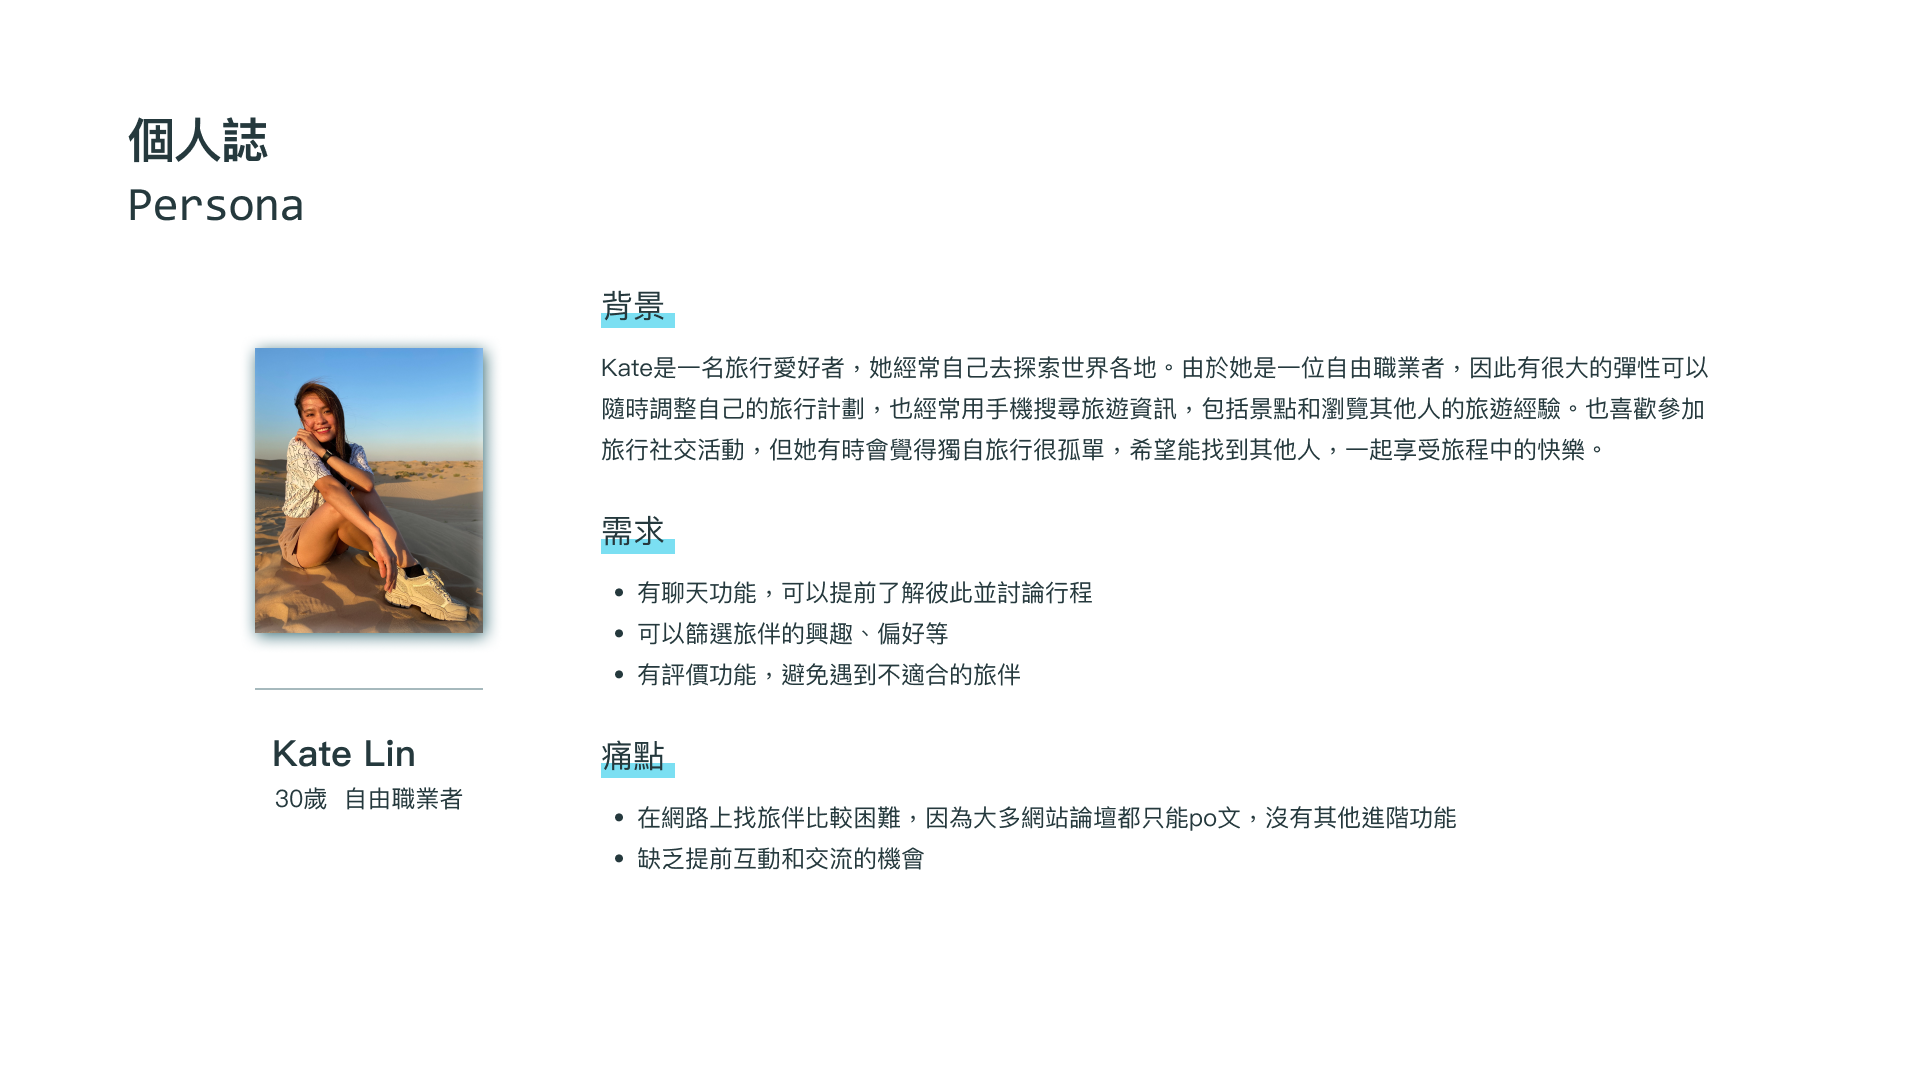 個人誌
Persona
背景
Kate是一名旅行愛好者，她經常自己去探索世界各地。由於她是一位自由職業者，因此有很大的彈性可以
隨時調整自己的旅行計劃，也經常用手機搜尋旅遊資訊，包括景點和瀏覽其他人的旅遊經驗。也喜歡參加
旅行社交活動，但她有時會覺得獨自旅行很孤單，希望能找到其他人，一起享受旅程中的快樂。
需求
• 有聊天功能，可以提前了解彼此並討論行程
• 可以篩選旅伴的興趣、偏好等
• 有評價功能，避免遇到不適合的旅伴
痛點
• 在網路上找旅伴比較困難，因為大多網站論壇都只能po文，沒有其他進階功能
• 缺乏提前互動和交流的機會
Kate Lin
30歲 自由職業者